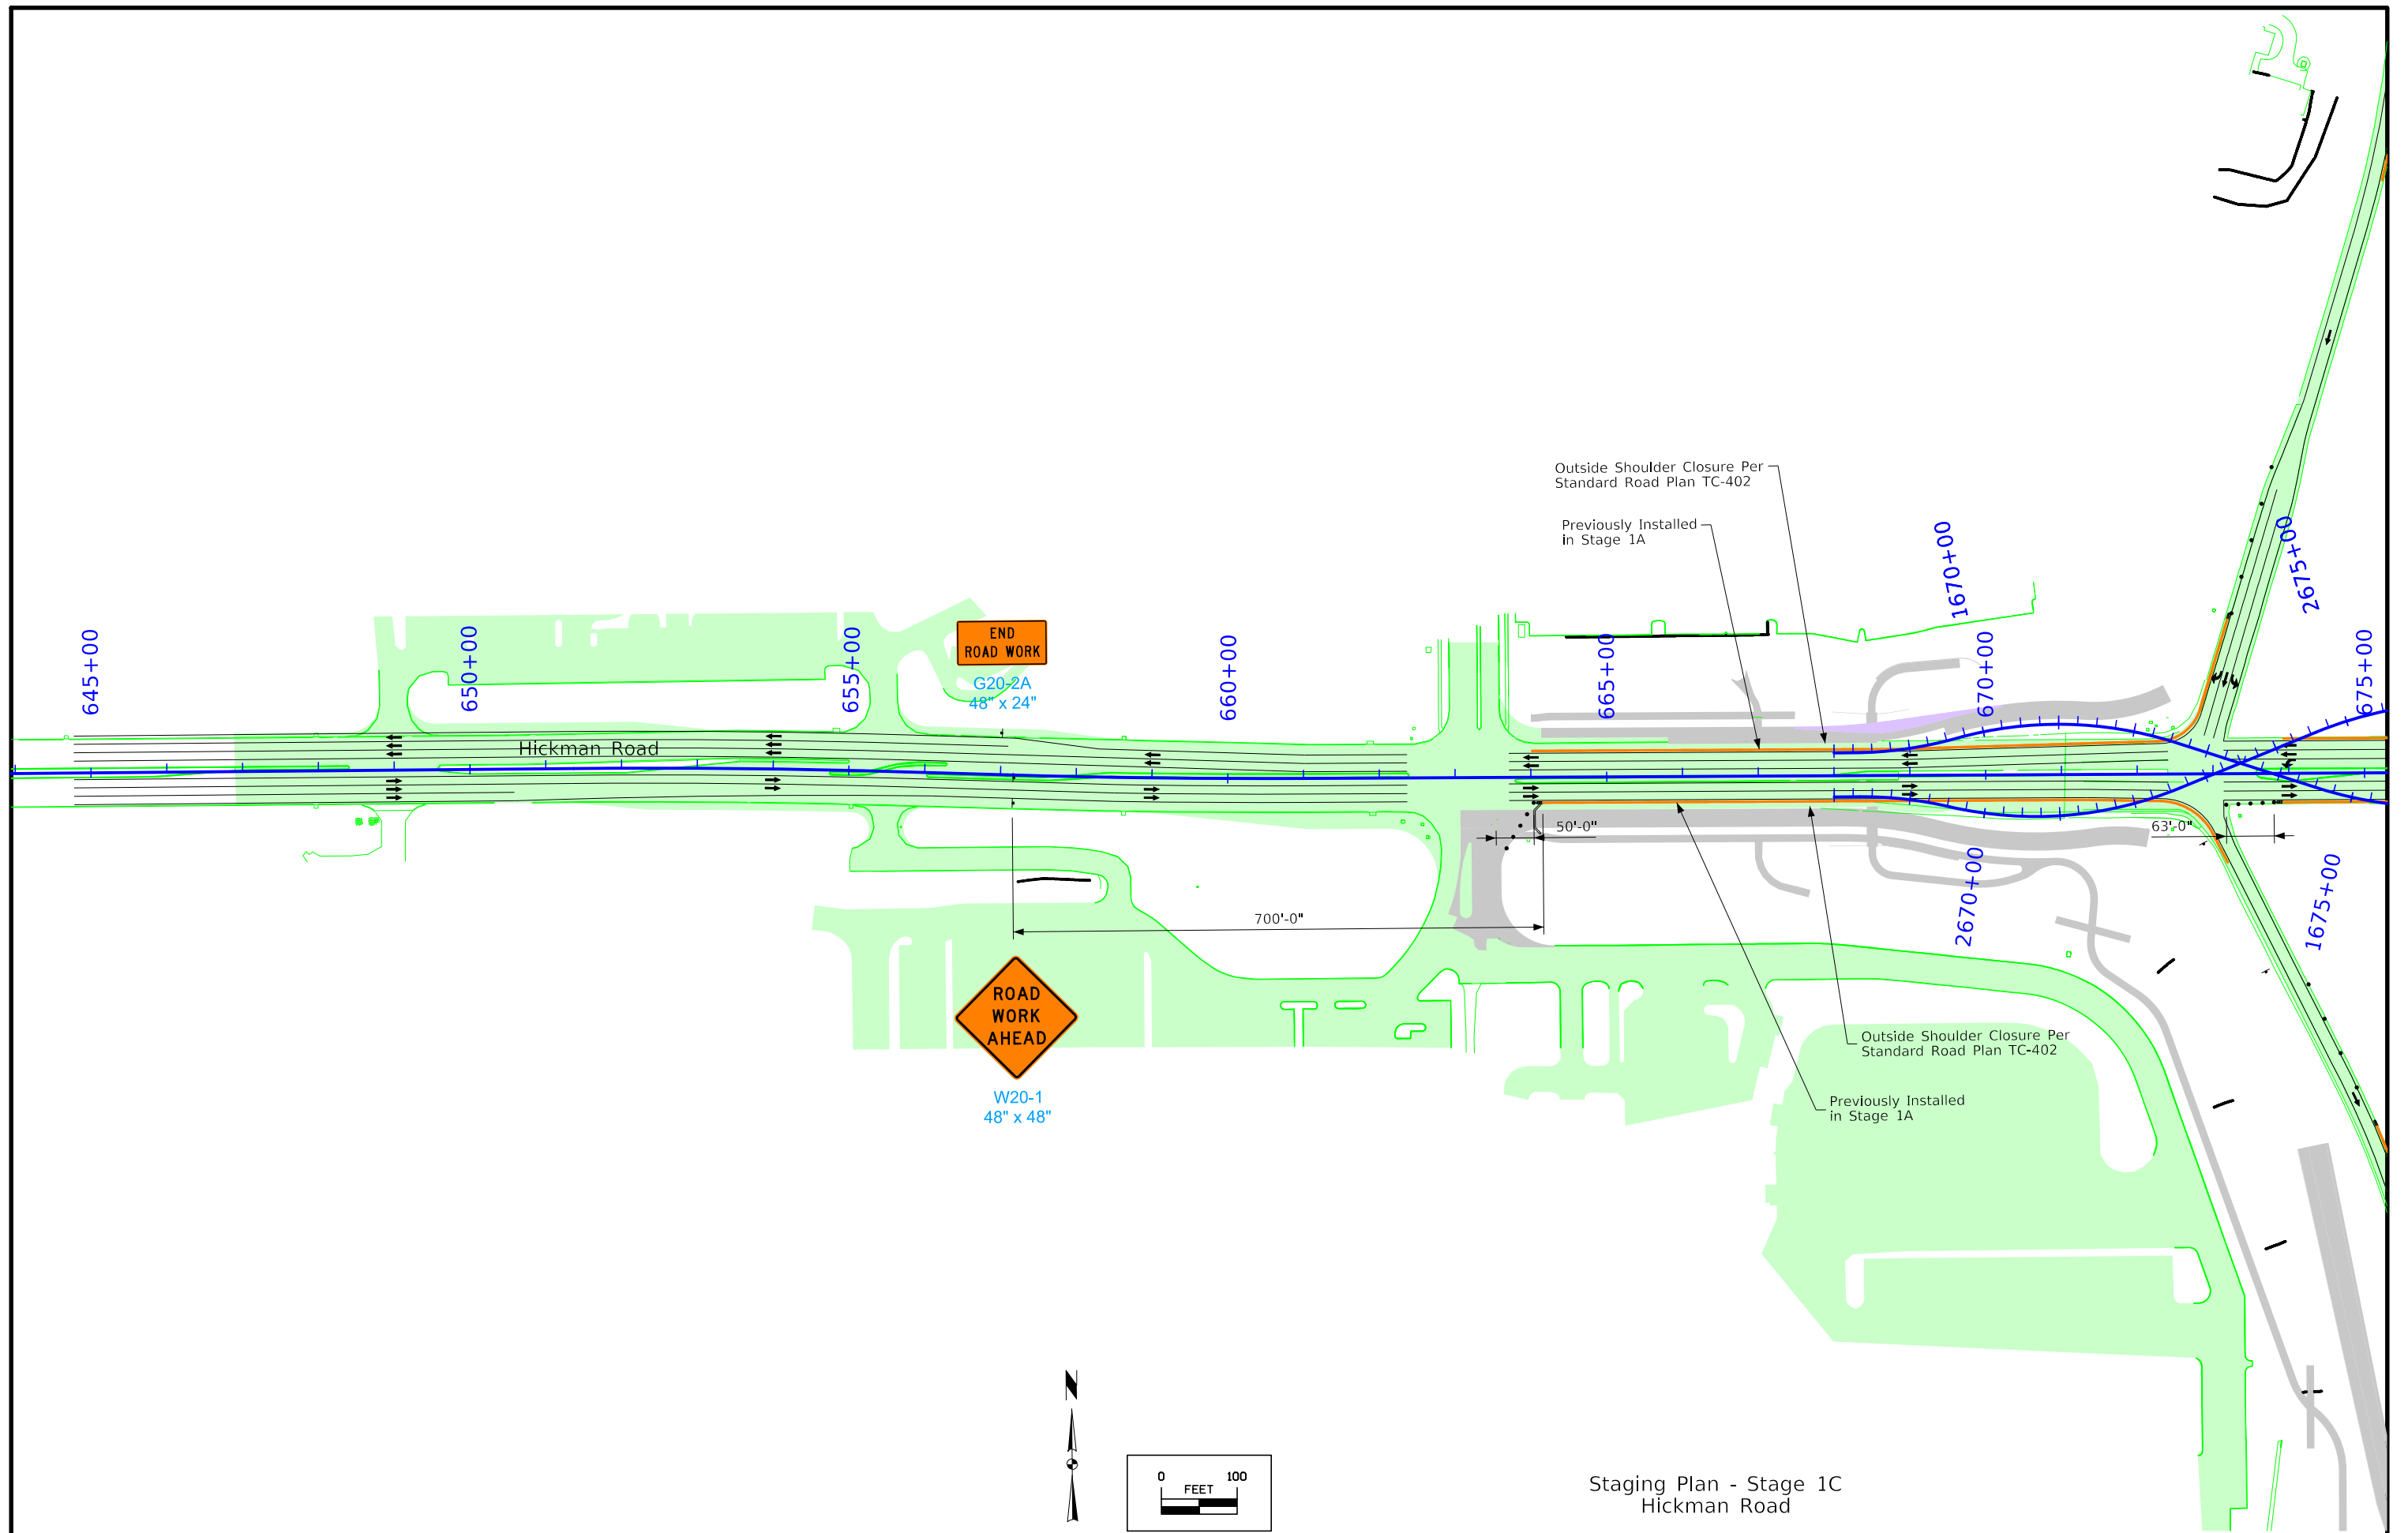 Outside Shoulder Closure Per
Standard Road Plan TC-402
Previously Installed
in Stage 1A
1670+00
2675+00
645+00
650+00
655+00
END
ROAD WORK
G20-2A
48" x 24"
660+00
665+00
670+00
675+00
Hickman Road
50'-0"
63'-0"
700'-0"
2670+00
1675+00
ROAD
WORK
AHEAD
W20-1
48" x 48"
Outside Shoulder Closure Per
Standard Road Plan TC-402
Previously Installed
in Stage 1A
N
0 100
FEET
Staging Plan - Stage 1C
Hickman Road